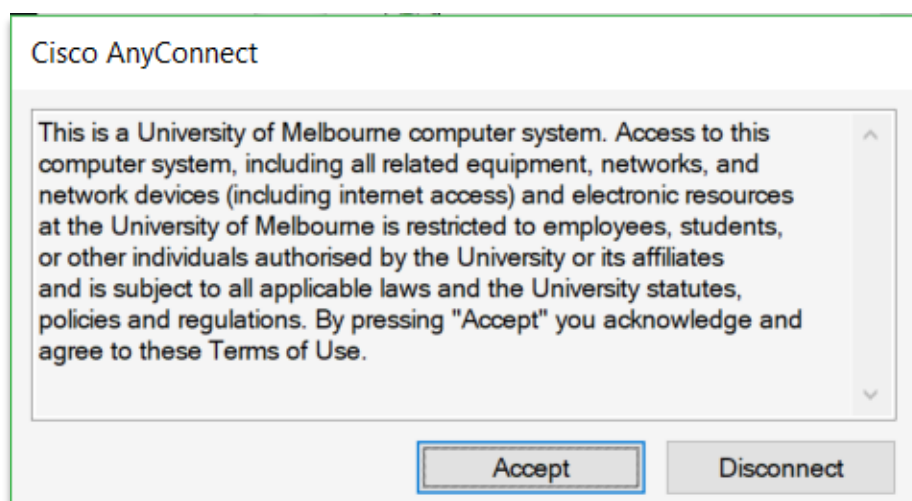 Cisco AnyConnect
This is a University of Melbourne computer system. Access to this
computer system, including all related equipment, networks, and
network devices (including internet access) and electronic resources
at the University of Melbourne is restricted to employees, students,
or other individuals authorised by the University or its affiliates
and is subject to all applicable laws and the University statutes,
policies and regulations. By pressing "Accept" you acknowledge and
agree to these Terms of Use.
Accept Disconnect